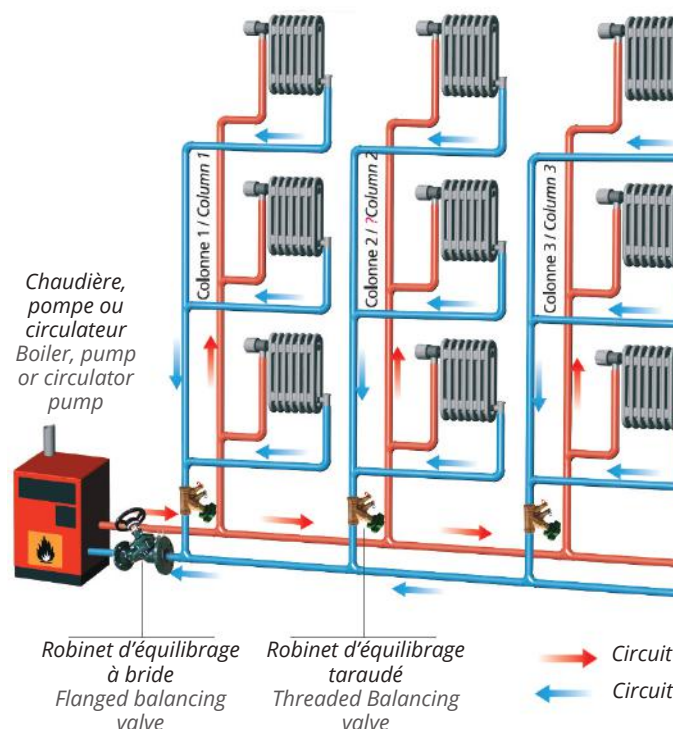 Colonne 1 / Column 1
Colonne 2 / ?Column 2
Colonne 3 / Column 3
Chaudière,
pompe ou
circulateur
Boiler, pump
or circulator
pump
Robinet d’équilibrage
à bride
Flanged balancing
valve
Robinet d’équilibrage
taraudé
Threaded Balancing
valve
Circuit
Circuit